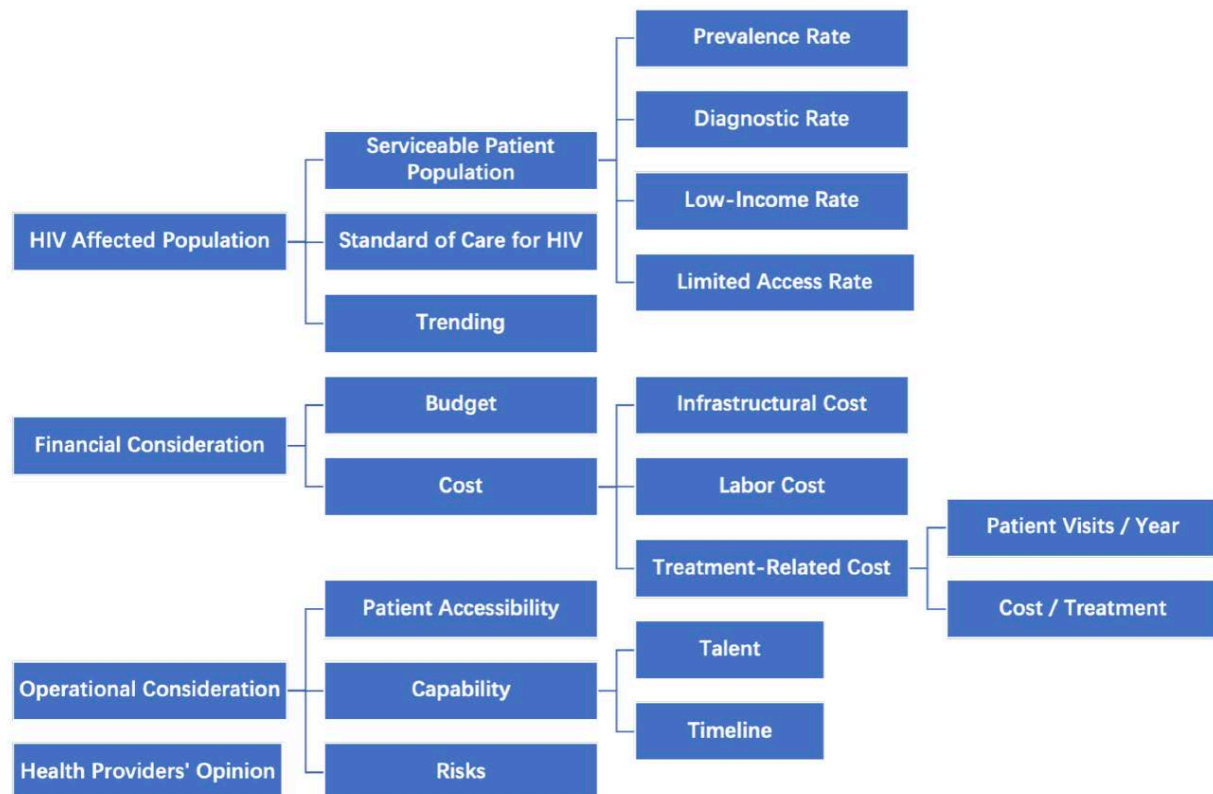 HIV Affected Population
Serviceable Patient
Population
Prevalence Rate
Diagnostic Rate
Low-Income Rate
Limited Access Rate
Standard of Care for HIV
Trending
Financial Consideration
Budget
Cost
Infrastructural Cost
Labor Cost
Treatment-Related Cost
Patient Visits / Year
Cost / Treatment
Operational Consideration
Patient Accessibility
Capability
Talent
Timeline
Risks
Health Providers' Opinion